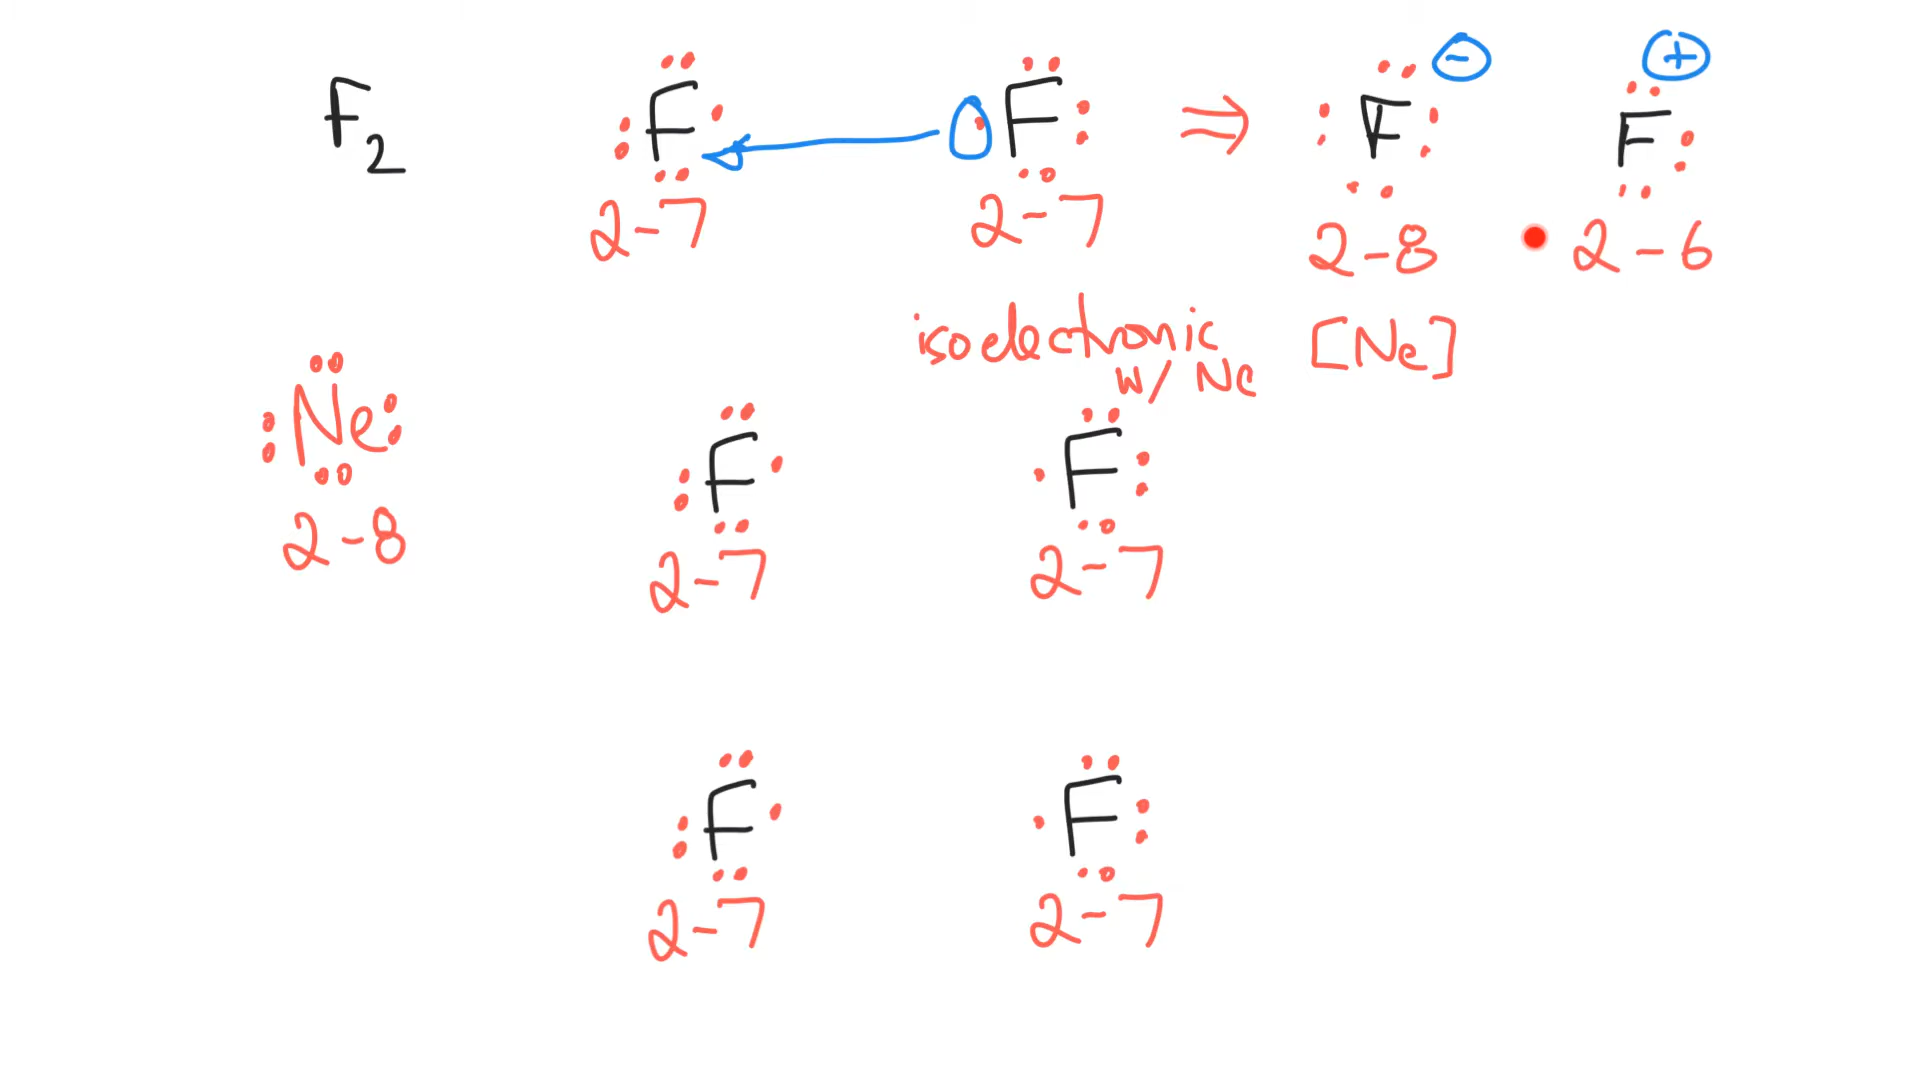 F2 F F ⇒ F ⊖ F ⊕
2-7 2-7 2-8 2-6
isoelectronic [Ne]
w/ Ne
Ne F F
2-8 2-7 2-7
F F
2-7 2-7